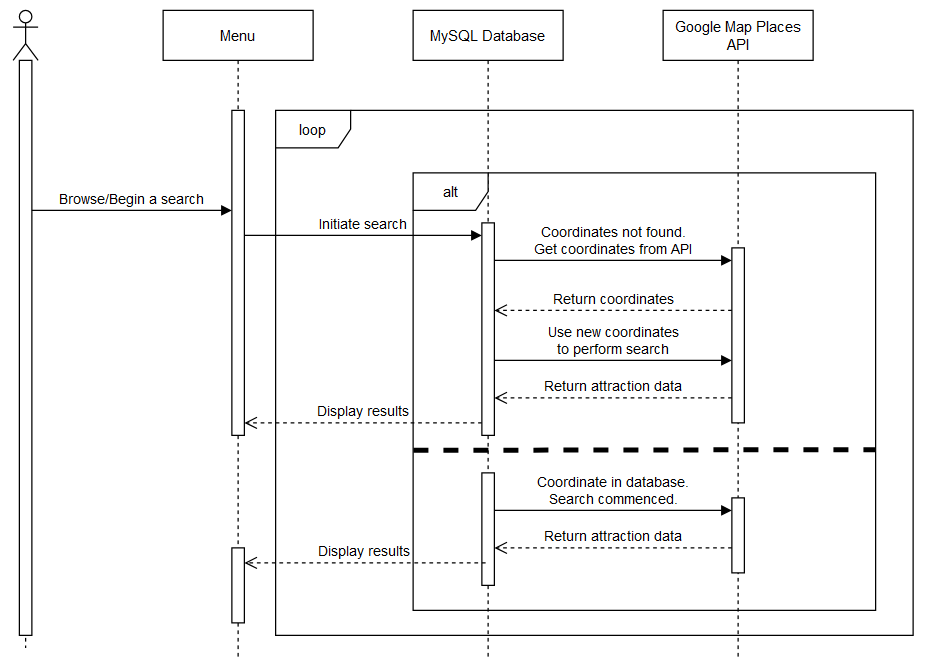 Menu
MySQL Database
Google Map Places
API
loop
alt
Browse/Begin a search
Initiate search
Coordinates not found.
Get coordinates from API
Return coordinates
Use new coordinates
to perform search
Return attraction data
Display results
Coordinate in database.
Search commenced.
Return attraction data
Display results